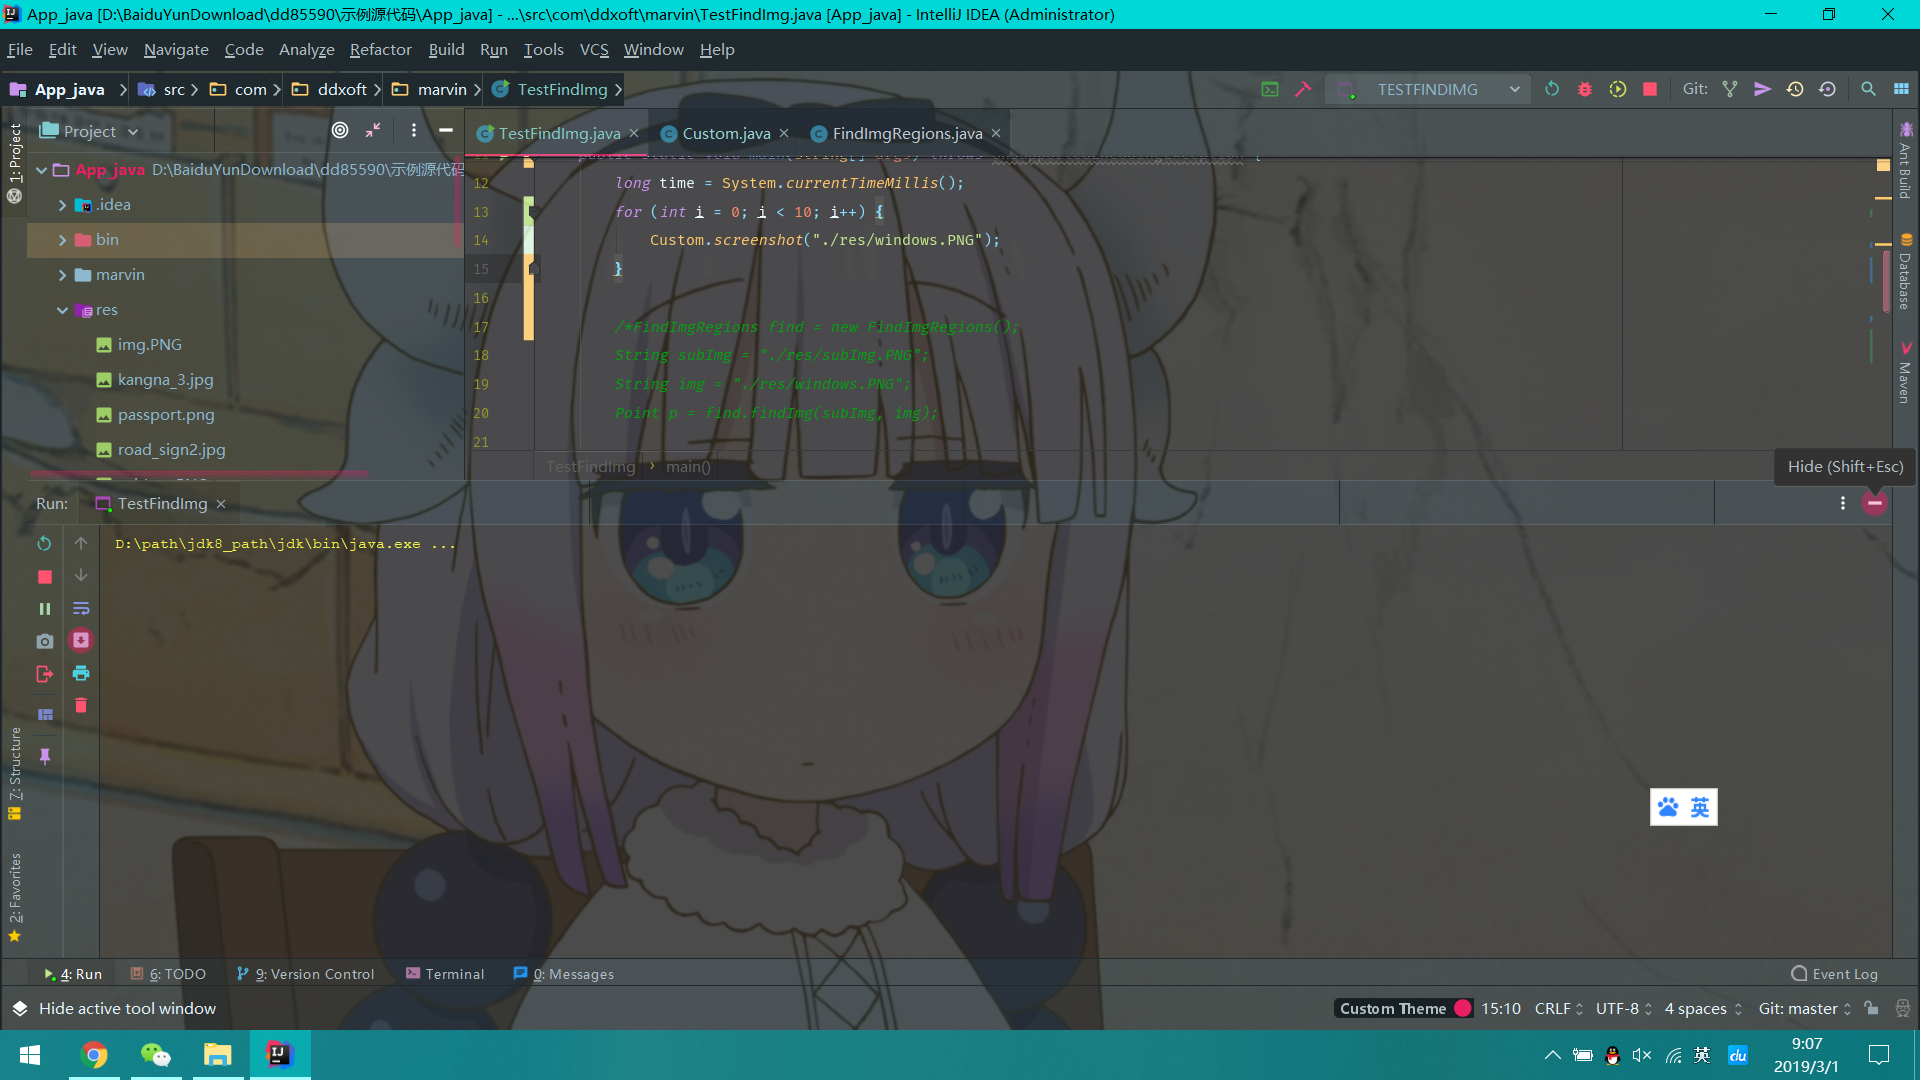 App_java [D:\BaiduYunDownload\dd85590\示例源代码\App_java] - ...\src\com\ddxoft\marvin\TestFindImg.java [App_java] - IntelliJ IDEA (Administrator)
File Edit View Navigate Code Analyze Refactor Build Run Tools VCS Window Help
App_java src com ddxoft marvin TestFindImg TESTFINDIMG Git:
1: Project
Project
TestFindImg.java Custom.java FindImgRegions.java
App_java D:\BaiduYunDownload\dd85590\示例源代码
.idea
bin
marvin
res
img.PNG
kangna_3.jpg
passport.png
road_sign2.jpg
12 long time = System.currentTimeMillis();
13 for (int i = 0; i < 10; i++) {
14 Custom.screenshot("./res/windows.PNG");
15 }
16
17 /*FindImgRegions find = new FindImgRegions();
18 String subImg = "./res/subImg.PNG";
19 String img = "./res/windows.PNG";
20 Point p = find.findImg(subImg, img);
21
TestFindImg › main()
Ant Build
Database
Maven
Hide (Shift+Esc)
Run: TestFindImg
D:\path\jdk8_path\jdk\bin\java.exe ...
7: Structure
2: Favorites
英
4: Run 6: TODO 9: Version Control Terminal 0: Messages Event Log
Hide active tool window Custom Theme 15:10 CRLF UTF-8 4 spaces Git: master
英 du 9:07
2019/3/1